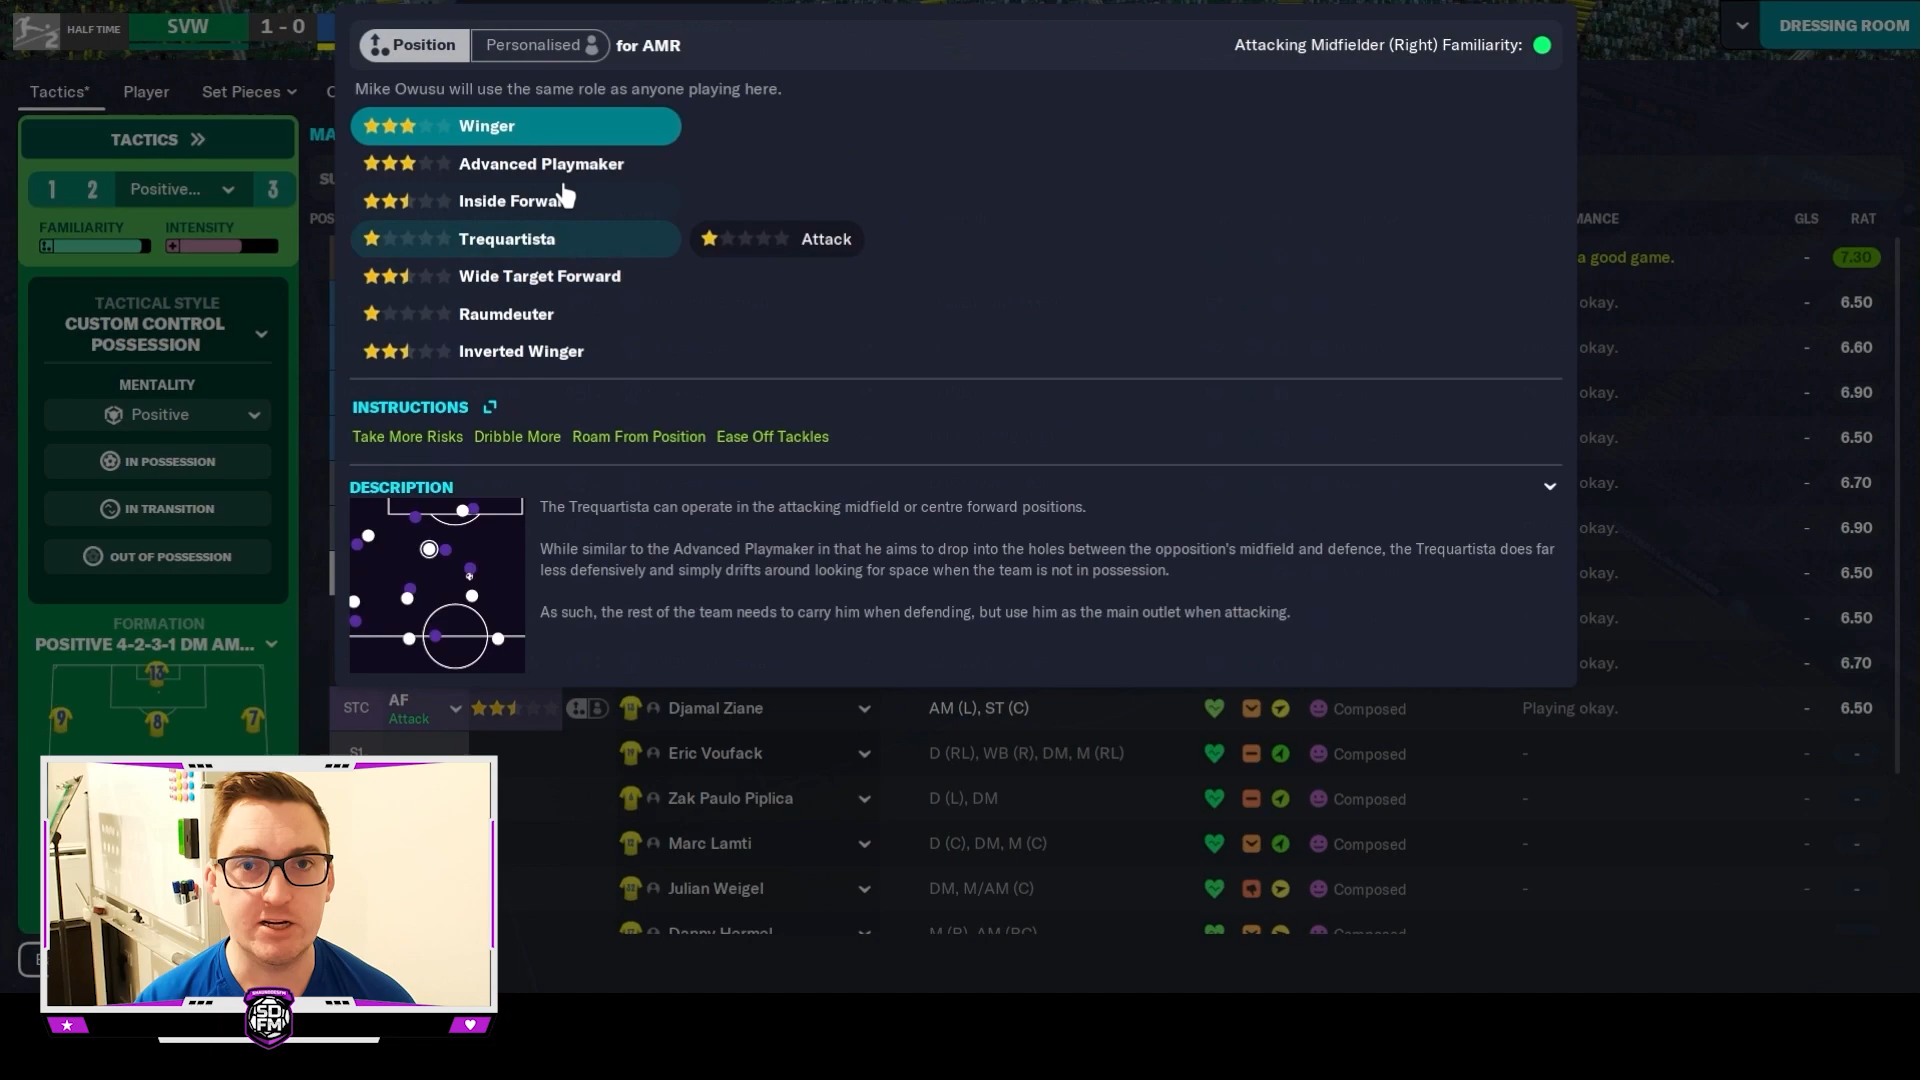 HALF TIME SVW 1 - 0
DRESSING ROOM
Position Personalised for AMR
Attacking Midfielder (Right) Familiarity:
Tactics* Player Set Pieces
Mike Owusu will use the same role as anyone playing here.
TACTICS
1 2 Positive... 3
FAMILIARITY INTENSITY
TACTICAL STYLE
CUSTOM CONTROL
POSSESSION
MENTALITY
Positive
IN POSSESSION
IN TRANSITION
OUT OF POSSESSION
FORMATION
POSITIVE 4-2-3-1 DM AM...
13
9 8 7
Winger
Advanced Playmaker
Inside Forwa
Trequartista Attack
Wide Target Forward
Raumdeuter
Inverted Winger
INSTRUCTIONS
Take More Risks Dribble More Roam From Position Ease Off Tackles
DESCRIPTION
The Trequartista can operate in the attacking midfield or centre forward positions.
While similar to the Advanced Playmaker in that he aims to drop into the holes between the opposition's midfield and defence, the Trequartista does far
less defensively and simply drifts around looking for space when the team is not in possession.
As such, the rest of the team needs to carry him when defending, but use him as the main outlet when attacking.
GLS RAT
a good game. - 7.30
okay. - 6.50
okay. - 6.60
okay. - 6.90
okay. - 6.50
okay. - 6.70
okay. - 6.90
okay. - 6.50
okay. - 6.50
okay. - 6.70
STC AF Djamal Ziane AM (L), ST (C) Composed Playing okay. - 6.50
Attack
S1 Eric Voufack D (RL), WB (R), DM, M (RL) Composed - - -
Zak Paulo Piplica D (L), DM Composed - - -
Marc Lamti D (C), DM, M (C) Composed - - -
Julian Weigel DM, M/AM (C) Composed - - -
SD
FM